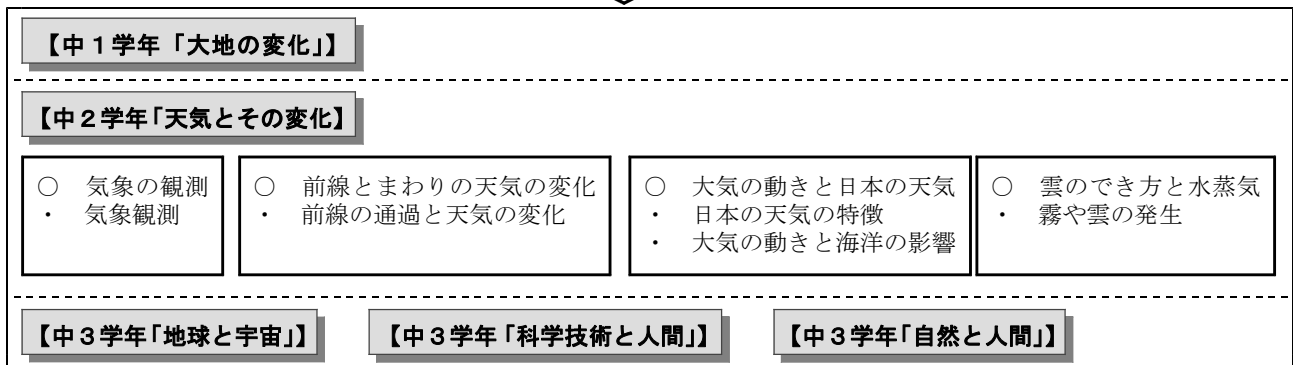 【中1学年「大地の変化」】
【中2学年「天気とその変化】
○　気象の観測
・　気象観測
○　前線とまわりの天気の変化
・　前線の通過と天気の変化
○　大気の動きと日本の天気
・　日本の天気の特徴
・　大気の動きと海洋の影響
○　雲のでき方と水蒸気
・　霧や雲の発生
【中3学年「地球と宇宙」】
【中3学年「科学技術と人間」】
【中3学年「自然と人間」】